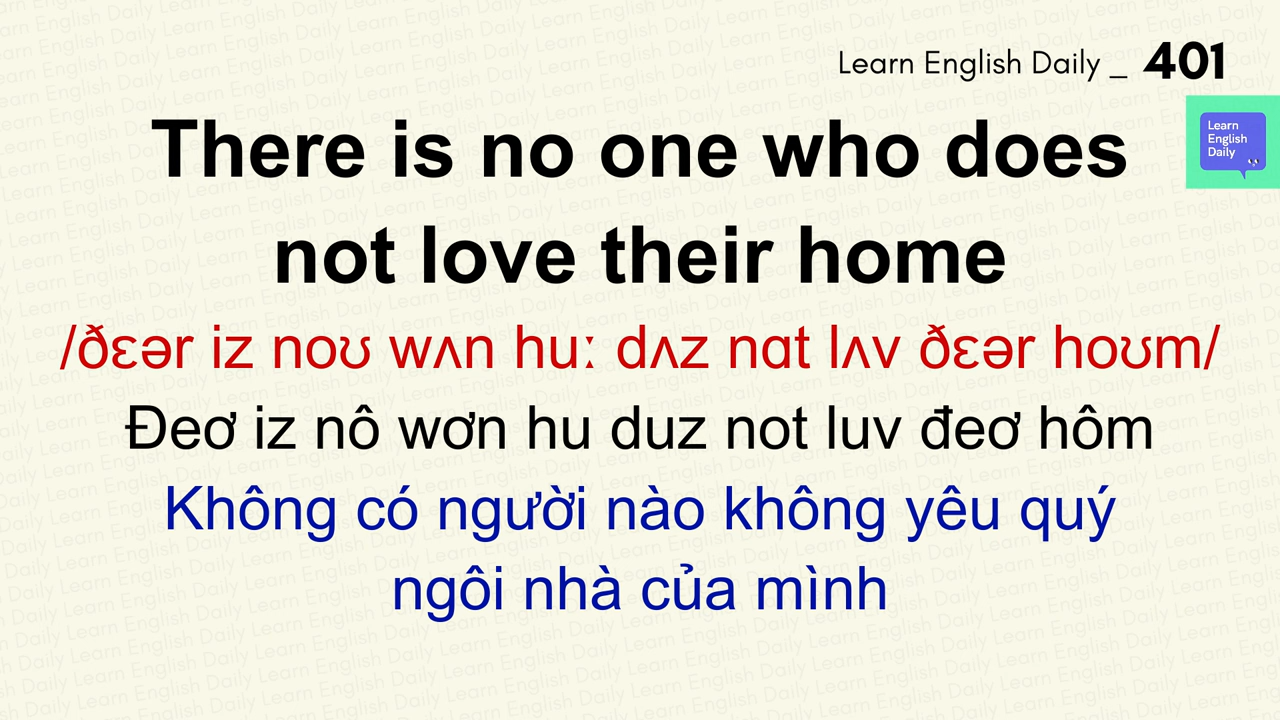 Learn English Daily _ 401
There is no one who does
not love their home
Learn
English
Daily
/ðɛər iz noʊ wʌn huː dʌz nɑt lʌv ðɛər hoʊm/
Đeơ iz nô wơn hu duz not luv đeơ hôm
Không có người nào không yêu quý
ngôi nhà của mình